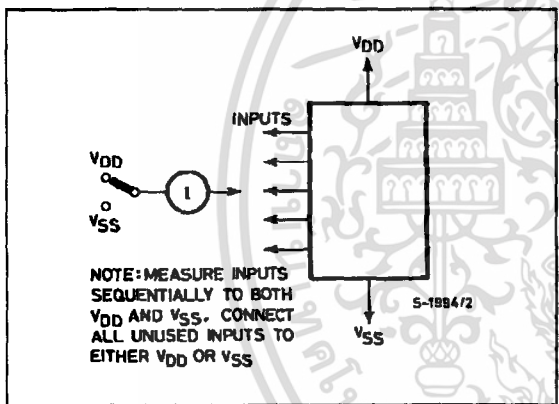 VDD
INPUTS
VDD
I
VSS
NOTE: MEASURE INPUTS
SEQUENTIALLY TO BOTH
VDD AND VSS. CONNECT
ALL UNUSED INPUTS TO
EITHER VDD OR VSS
S-1994/2
VSS